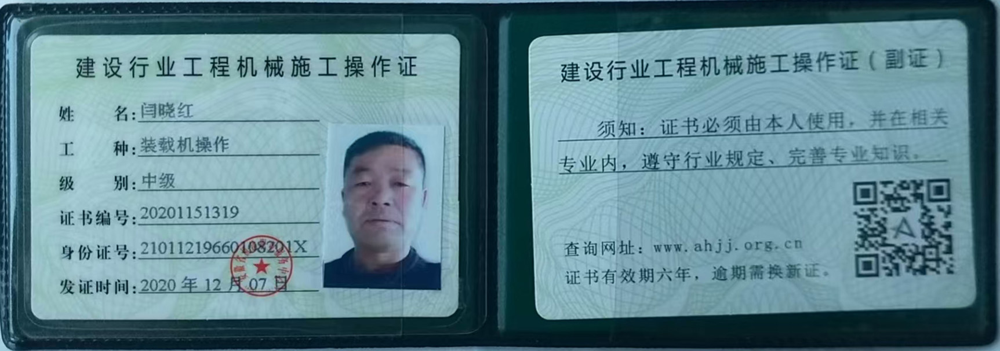 建设行业工程机械施工操作证
姓名:闫晓红
工种:装载机操作
级别:中级
证书编号:20201151319
身份证号:21011219660108201X
发证时间:2020 年 12 月 07 日
建设行业工程机械施工操作证（副证）
须知：证书必须由本人使用，并在相关
专业内，遵守行业规定、完善专业知识。
查询网址：www.ahjj.org.cn
证书有效期六年，逾期需换新证。